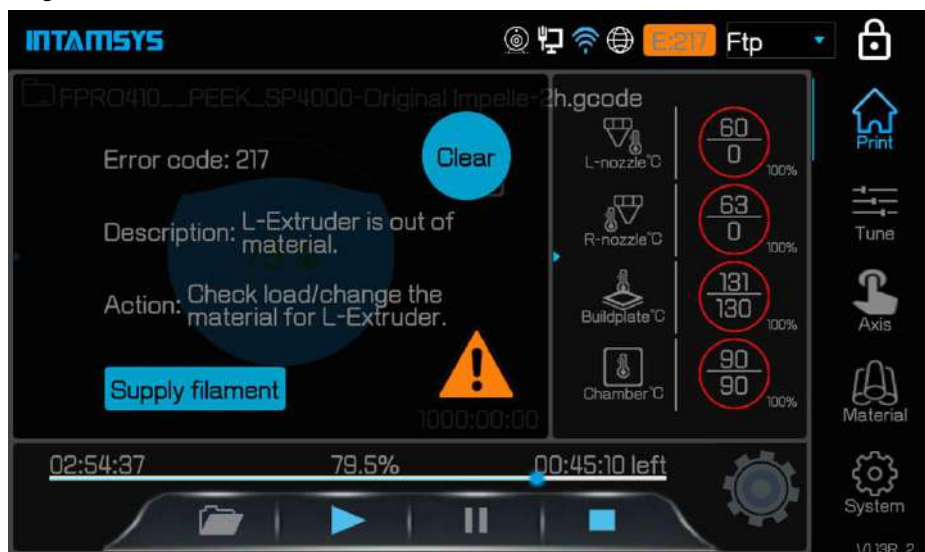 INTAMSYS
E:217
Ftp
FPRO410__PEEK_SP4000-Original Impelle-2h.gcode
Error code: 217
Clear
Description: L-Extruder is out of
material.
Action: Check load/change the
material for L-Extruder.
Supply filament
1000:00:00
L-nozzle℃
60
0
100%
R-nozzle℃
63
0
100%
Buildplate℃
131
130
100%
Chamber℃
90
90
100%
Print
Tune
Axis
Material
System
02:54:37
79.5%
00:45:10 left